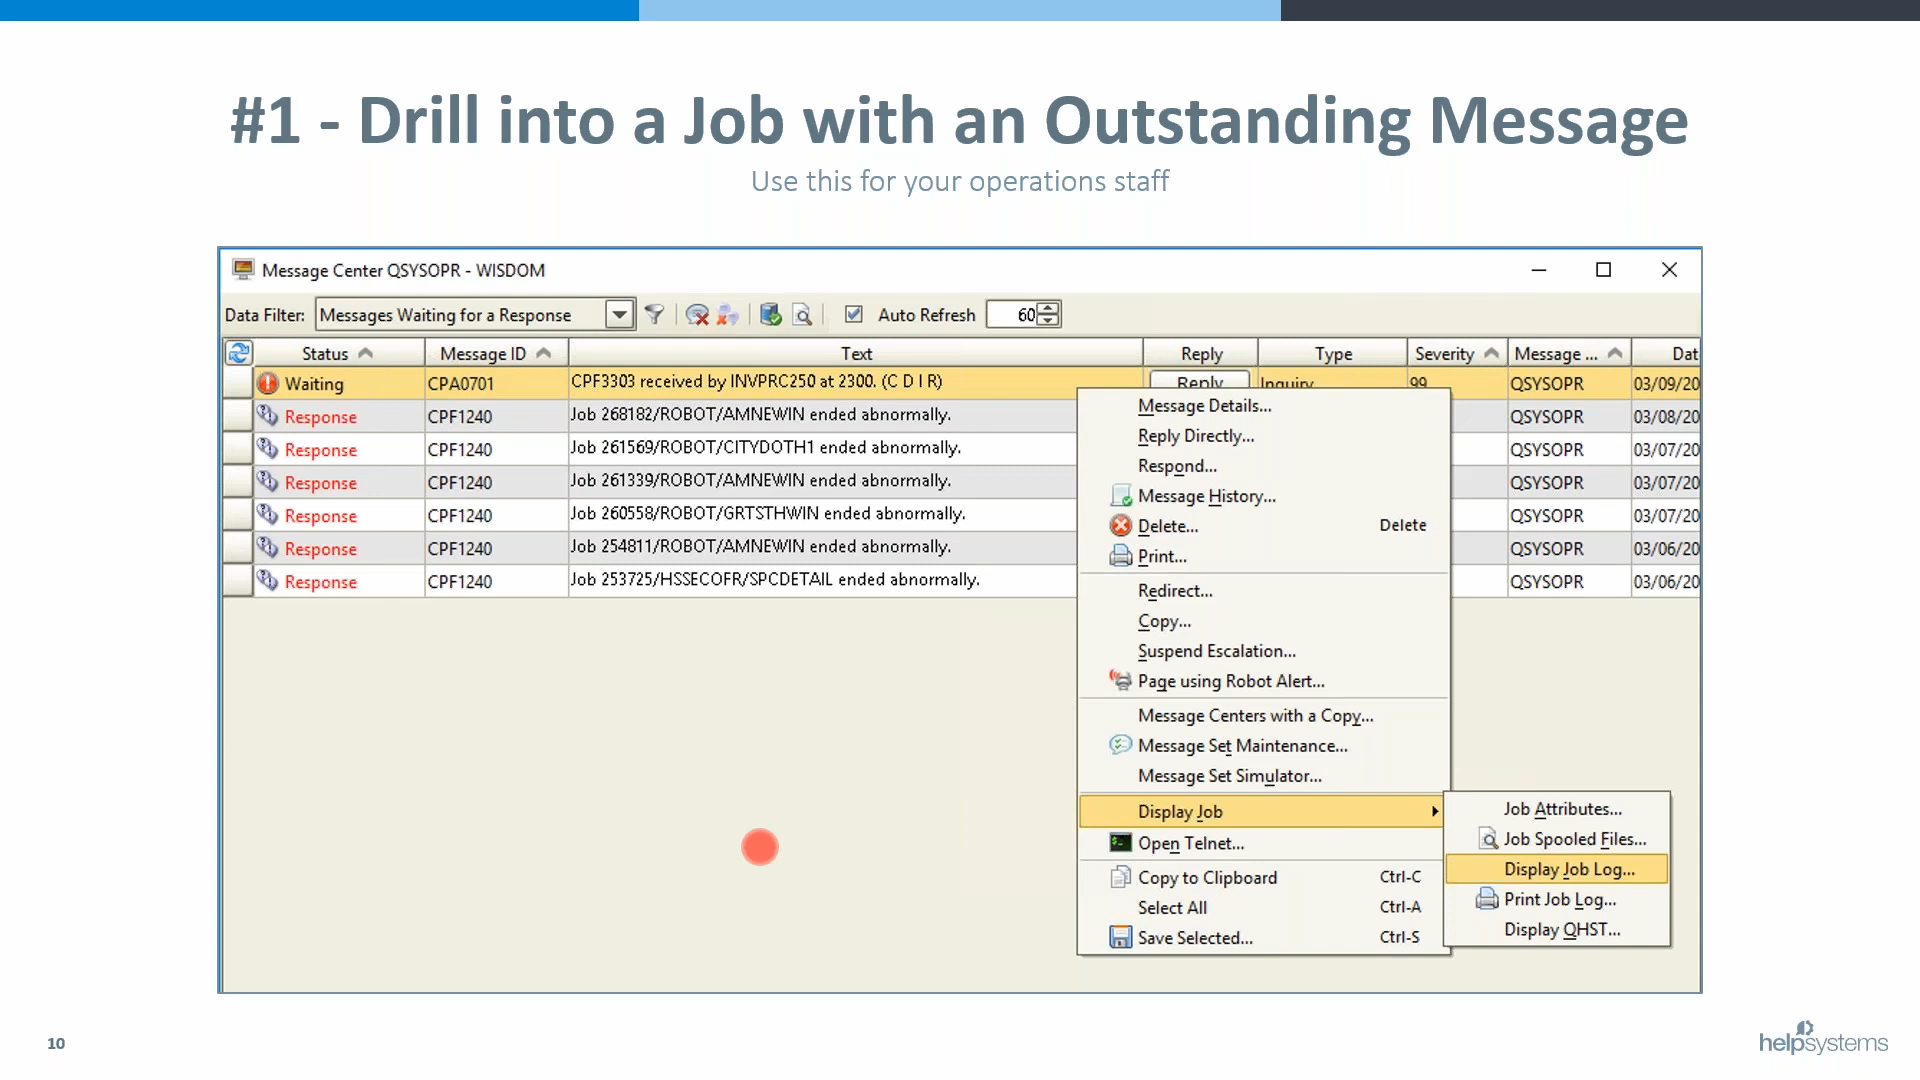 #1 - Drill into a Job with an Outstanding Message
Use this for your operations staff
Message Center QSYSOPR - WISDOM
Data Filter: Messages Waiting for a Response Auto Refresh 60
Status Message ID Text Reply Type Severity Message ... Dat
Waiting CPA0701 CPF3303 received by INVPRC250 at 2300. (C D I R) Reply Inquiry 99 QSYSOPR 03/09/20
Response CPF1240 Job 268182/ROBOT/AMNEWIN ended abnormally. QSYSOPR 03/08/20
Response CPF1240 Job 261569/ROBOT/CITYDOTH1 ended abnormally. QSYSOPR 03/07/20
Response CPF1240 Job 261339/ROBOT/AMNEWIN ended abnormally. QSYSOPR 03/07/20
Response CPF1240 Job 260558/ROBOT/GRTSTHWIN ended abnormally. QSYSOPR 03/07/20
Response CPF1240 Job 254811/ROBOT/AMNEWIN ended abnormally. QSYSOPR 03/06/20
Response CPF1240 Job 253725/HSSECOFR/SPCDETAIL ended abnormally. QSYSOPR 03/06/20
Message Details...
Reply Directly...
Respond...
Message History...
Delete... Delete
Print...
Redirect...
Copy...
Suspend Escalation...
Page using Robot Alert...
Message Centers with a Copy...
Message Set Maintenance...
Message Set Simulator...
Display Job
Open Telnet...
Copy to Clipboard Ctrl-C
Select All Ctrl-A
Save Selected... Ctrl-S
Job Attributes...
Job Spooled Files...
Display Job Log...
Print Job Log...
Display QHST...
10
helpsystems